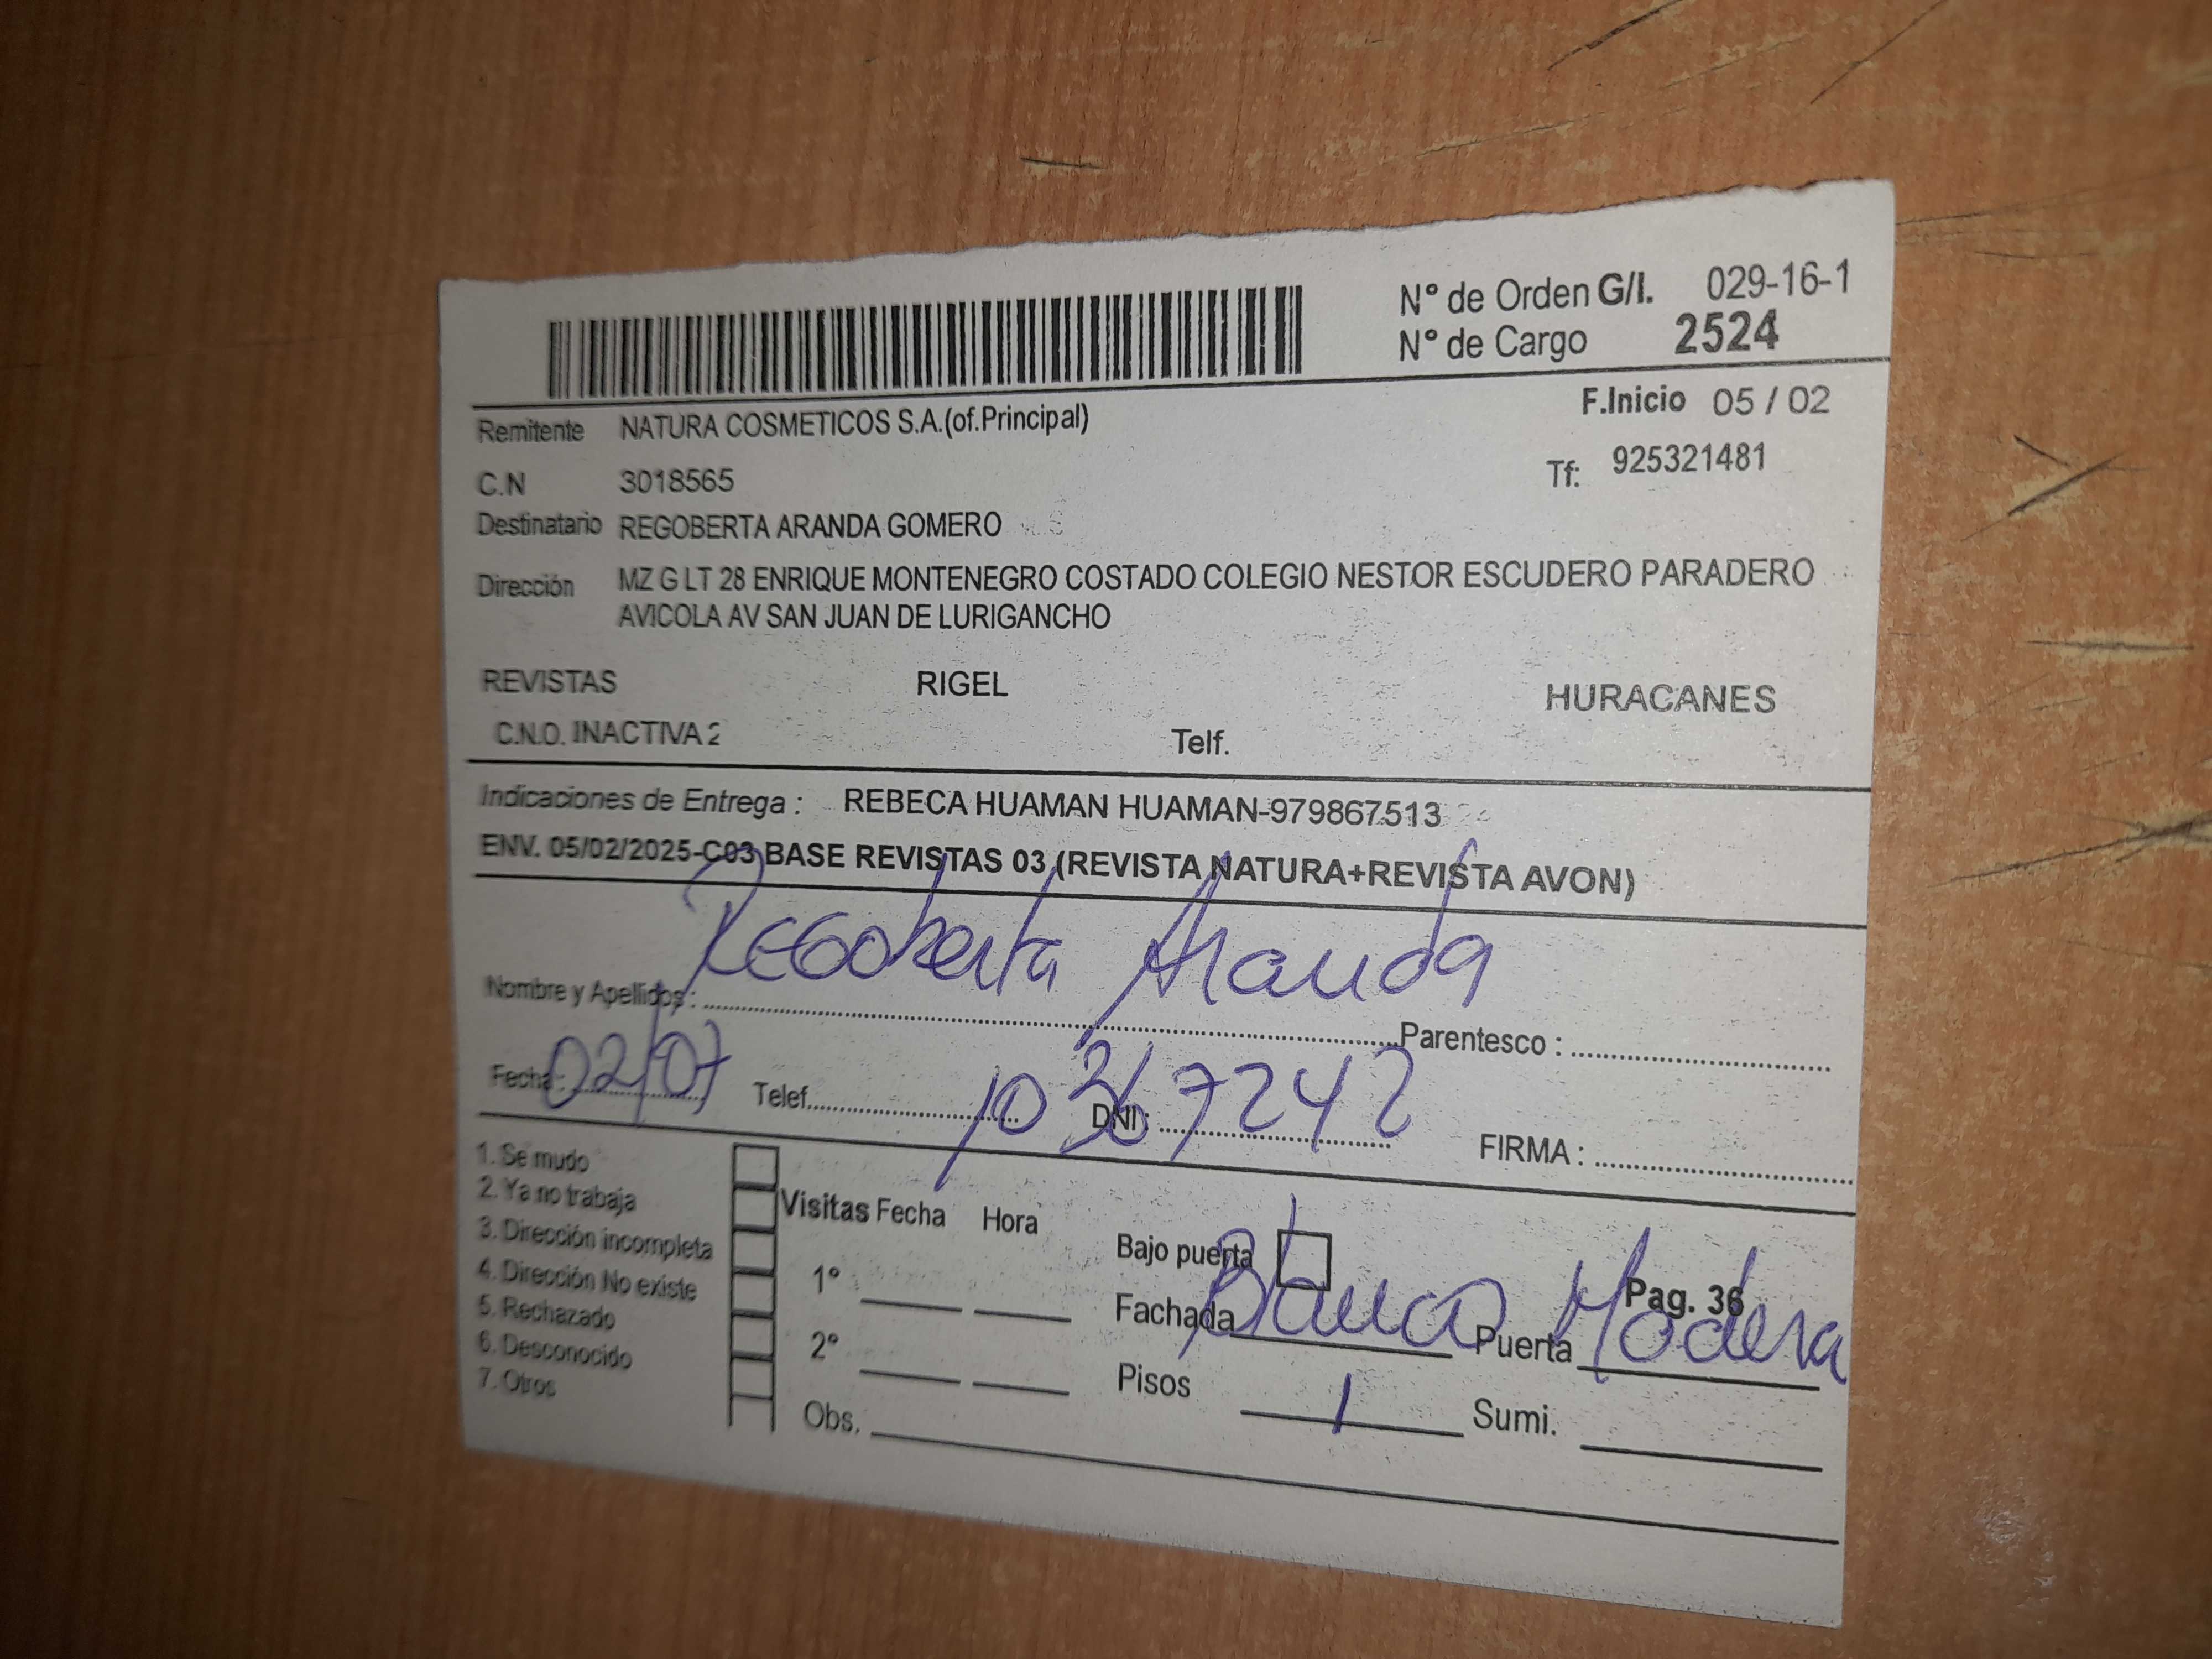 N° de Orden G/I. 029-16-1
N° de Cargo 2524
F.Inicio 05 / 02
Remitente NATURA COSMETICOS S.A.(of.Principal)
C.N 3018565 Tf: 925321481
Destinatario REGOBERTA ARANDA GOMERO
Dirección MZ G LT 28 ENRIQUE MONTENEGRO COSTADO COLEGIO NESTOR ESCUDERO PARADERO
AVICOLA AV SAN JUAN DE LURIGANCHO
REVISTAS RIGEL HURACANES
C.N.O. INACTIVA 2 Telf.
Indicaciones de Entrega : REBECA HUAMAN HUAMAN-979867513
ENV. 05/02/2025-C03 BASE REVISTAS 03 (REVISTA NATURA+REVISTA AVON)
Nombre y Apellidos : Regoberta Aranda Parentesco :
Fecha : 02/07 Telef. DNI : 10367242 FIRMA :
1. Se mudo
2. Ya no trabaja
3. Dirección incompleta
4. Dirección No existe
5. Rechazado
6. Desconocido
7. Otros
Visitas Fecha Hora
1°
2°
Obs.
Bajo puerta Pag. 36
Fachada Blanco Puerta Madera
Pisos 1 Sumi.